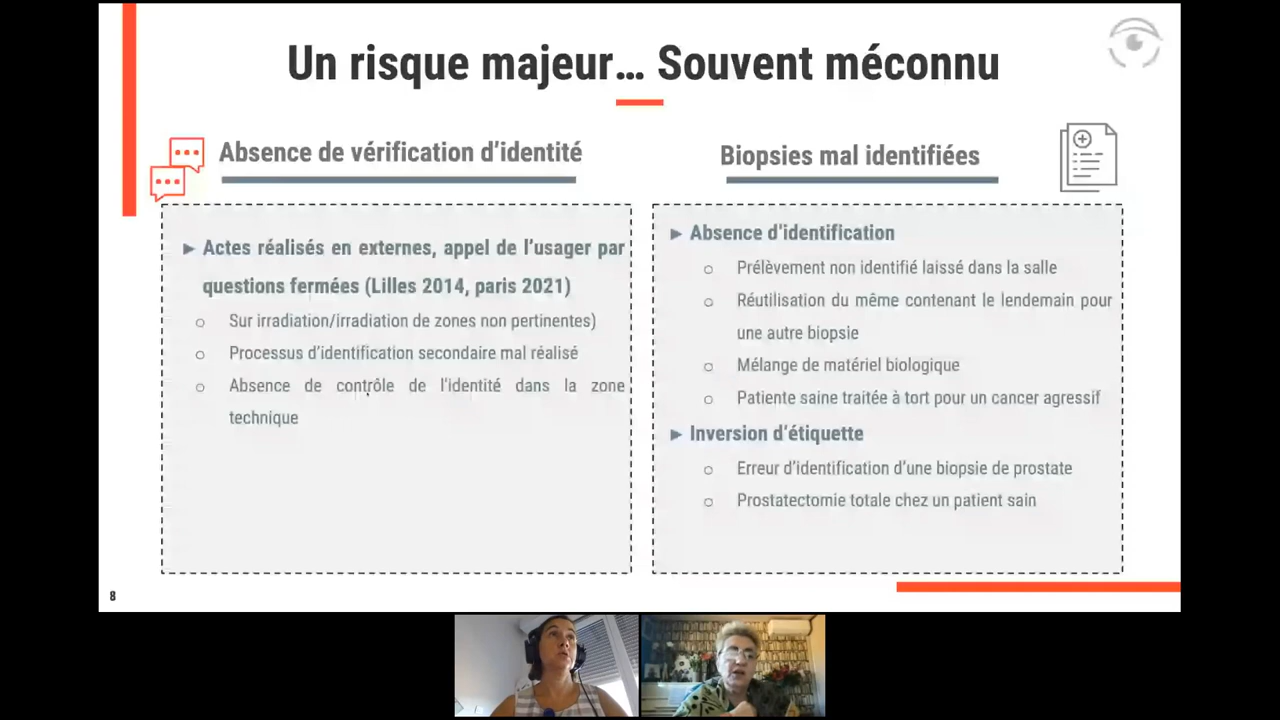 Un risque majeur... Souvent méconnu
Absence de vérification d'identité
► Actes réalisés en externes, appel de l'usager par
questions fermées (Lilles 2014, paris 2021)
o Sur irradiation/irradiation de zones non pertinentes)
o Processus d'identification secondaire mal réalisé
o Absence de contrôle de l'identité dans la zone
technique
Biopsies mal identifiées
► Absence d'identification
o Prélèvement non identifié laissé dans la salle
o Réutilisation du même contenant le lendemain pour
une autre biopsie
o Mélange de matériel biologique
o Patiente saine traitée à tort pour un cancer agressif
► Inversion d'étiquette
o Erreur d'identification d'une biopsie de prostate
o Prostatectomie totale chez un patient sain
8